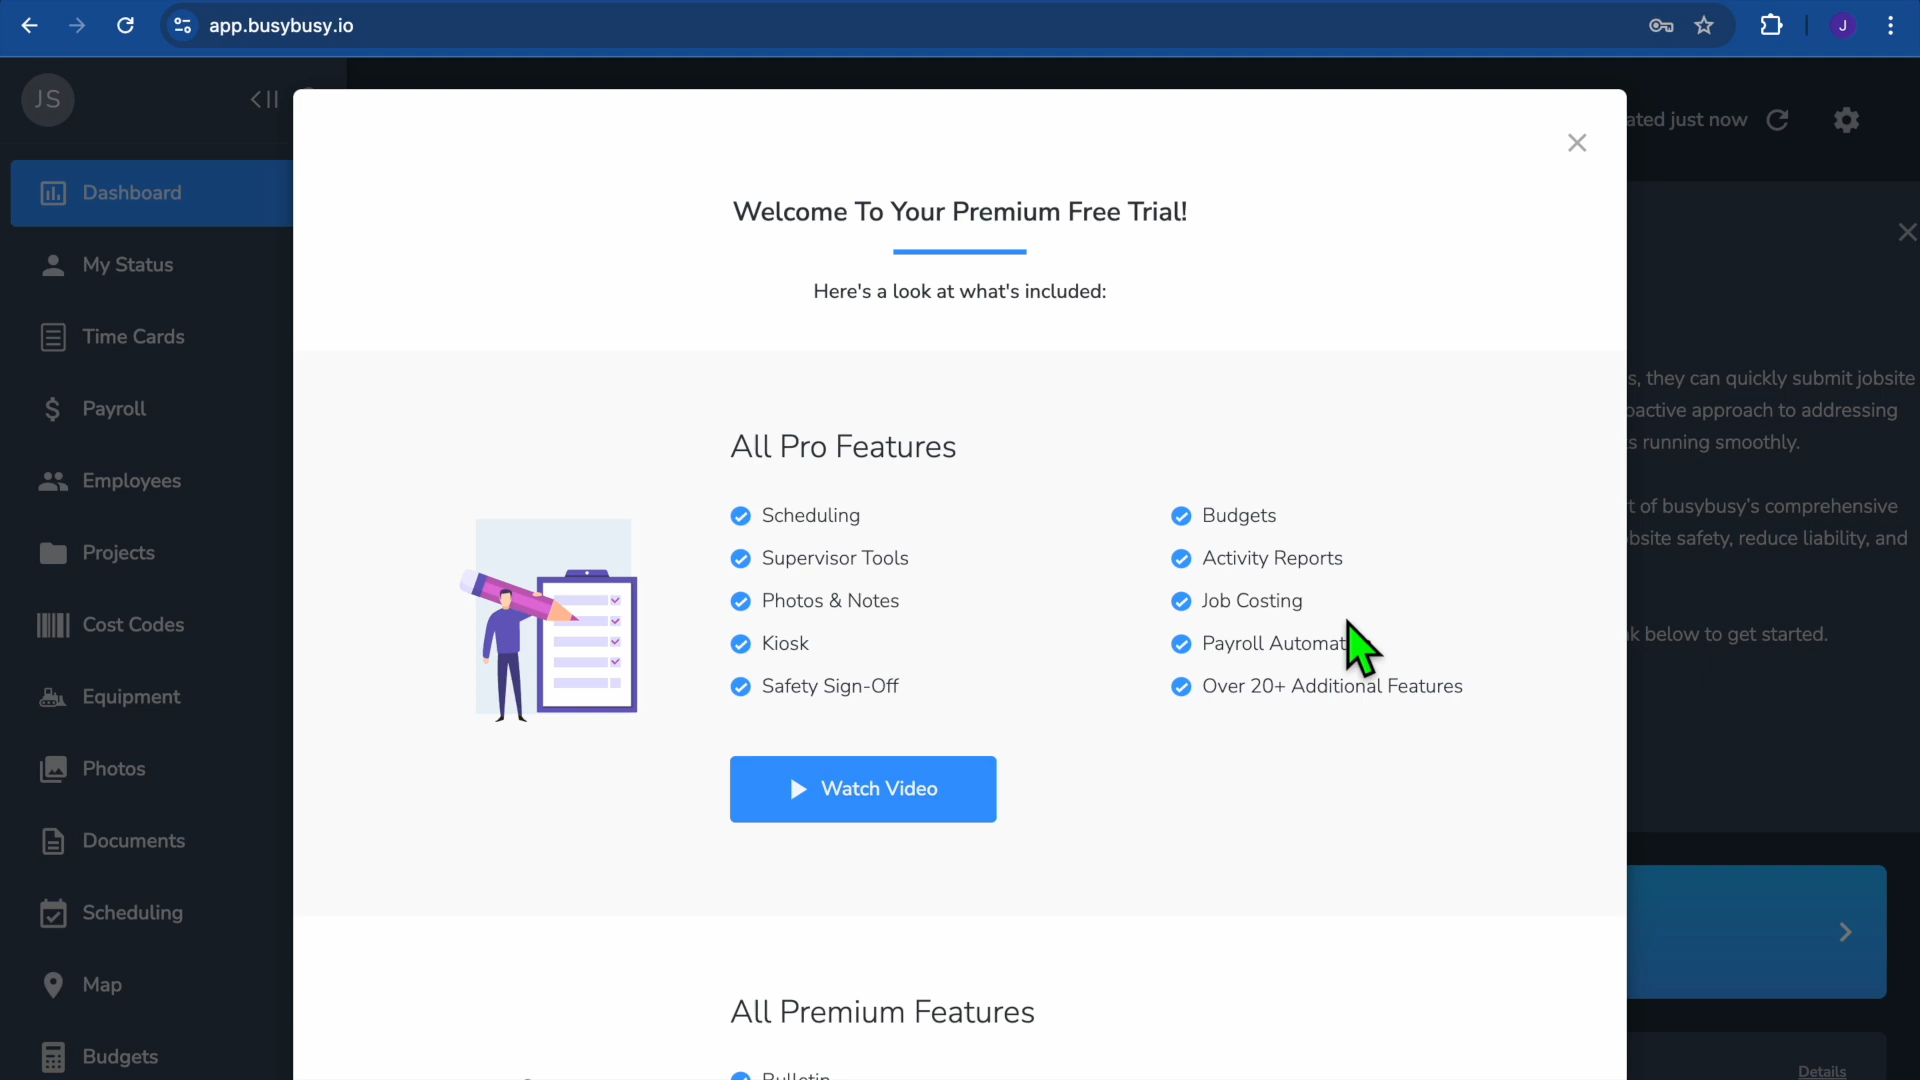 app.busybusy.io
J
JS
ated just now
Dashboard
My Status
Time Cards
Payroll
Employees
Projects
Cost Codes
Equipment
Photos
Documents
Scheduling
Map
Budgets
Welcome To Your Premium Free Trial!
Here's a look at what's included:
All Pro Features
Scheduling
Supervisor Tools
Photos & Notes
Kiosk
Safety Sign-Off
Budgets
Activity Reports
Job Costing
Payroll Automat
Over 20+ Additional Features
Watch Video
All Premium Features
Bulletin
s, they can quickly submit jobsite
active approach to addressing
s running smoothly.
t of busybusy's comprehensive
bsite safety, reduce liability, and
k below to get started.
Details